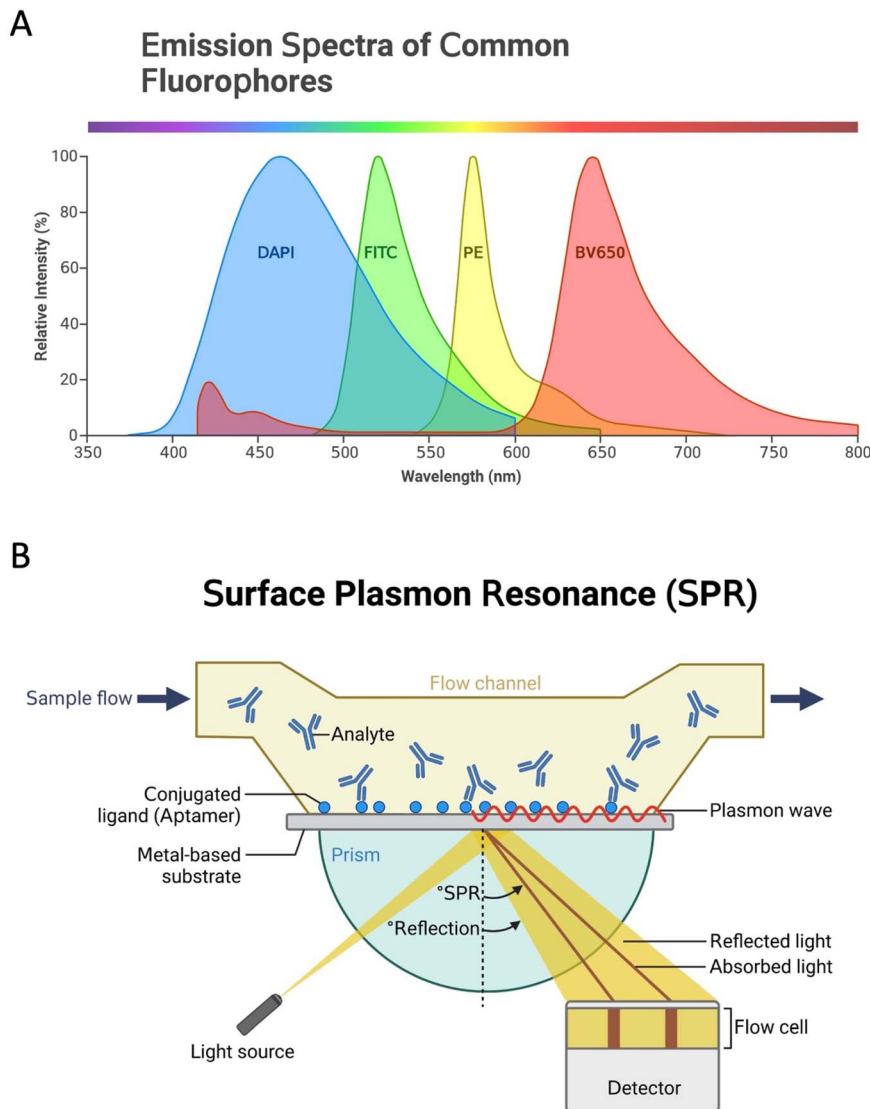 A
Emission Spectra of Common
Fluorophores
Relative Intensity (%)
100
80
60
40
20
0
DAPI
FITC
PE
BV650
350
400
450
500
550
600
650
700
750
800
Wavelength (nm)
B
Surface Plasmon Resonance (SPR)
Sample flow
Flow channel
Analyte
Conjugated
ligand (Aptamer)
Plasmon wave
Metal-based
substrate
Prism
°SPR
°Reflection
Reflected light
Absorbed light
Light source
Flow cell
Detector